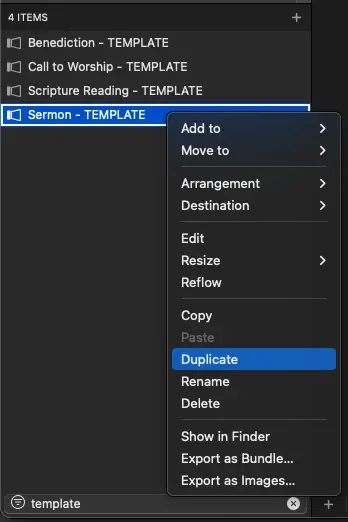 4 ITEMS
Benediction - TEMPLATE
Call to Worship - TEMPLATE
Scripture Reading - TEMPLATE
Sermon - TEMPLATE
Add to
Move to
Arrangement
Destination
Edit
Resize
Reflow
Copy
Paste
Duplicate
Rename
Delete
Show in Finder
Export as Bundle...
Export as Images...
template